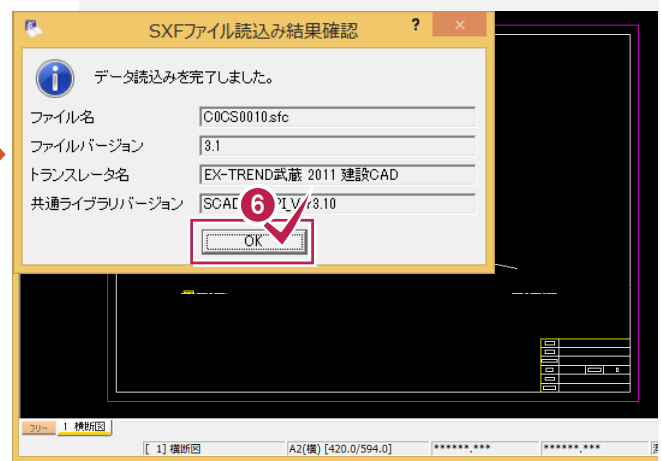 SXFファイル読込み結果確認 ? ×
データ読込みを完了しました。
ファイル名 C0CS0010.sfc
ファイルバージョン 3.1
トランスレータ名 EX-TREND武蔵 2011 建設CAD
共通ライブラリバージョン SCAD PI_Ver3.10
6
OK
フリー 1 横断図
[ 1] 横断図 A2(横) [420.0/594.0] ******.*** ******.***